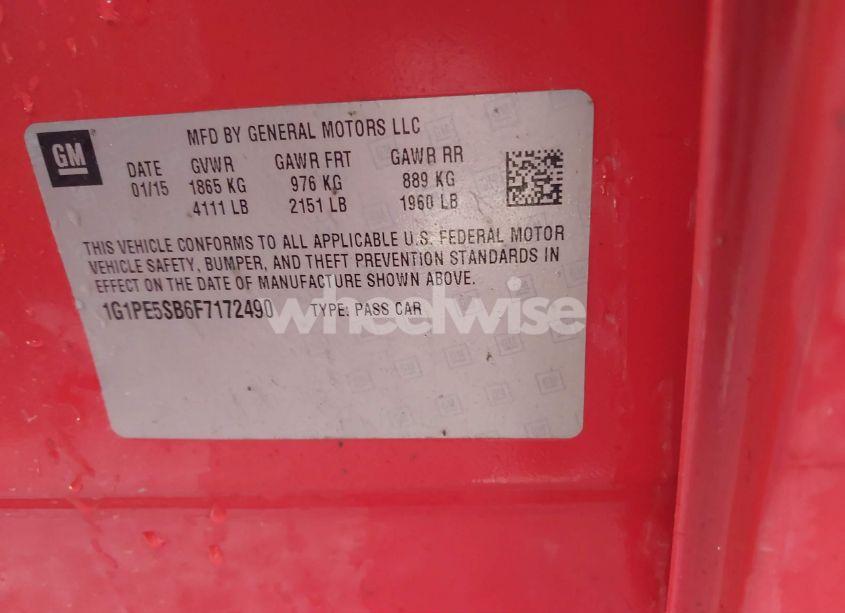 GM
MFD BY GENERAL MOTORS LLC
DATE GVWR GAWR FRT GAWR RR
01/15 1865 KG 976 KG 889 KG
4111 LB 2151 LB 1960 LB
THIS VEHICLE CONFORMS TO ALL APPLICABLE U.S. FEDERAL MOTOR
VEHICLE SAFETY, BUMPER, AND THEFT PREVENTION STANDARDS IN
EFFECT ON THE DATE OF MANUFACTURE SHOWN ABOVE.
1G1PE5SB6F7172490 TYPE: PASS CAR
wheelwise